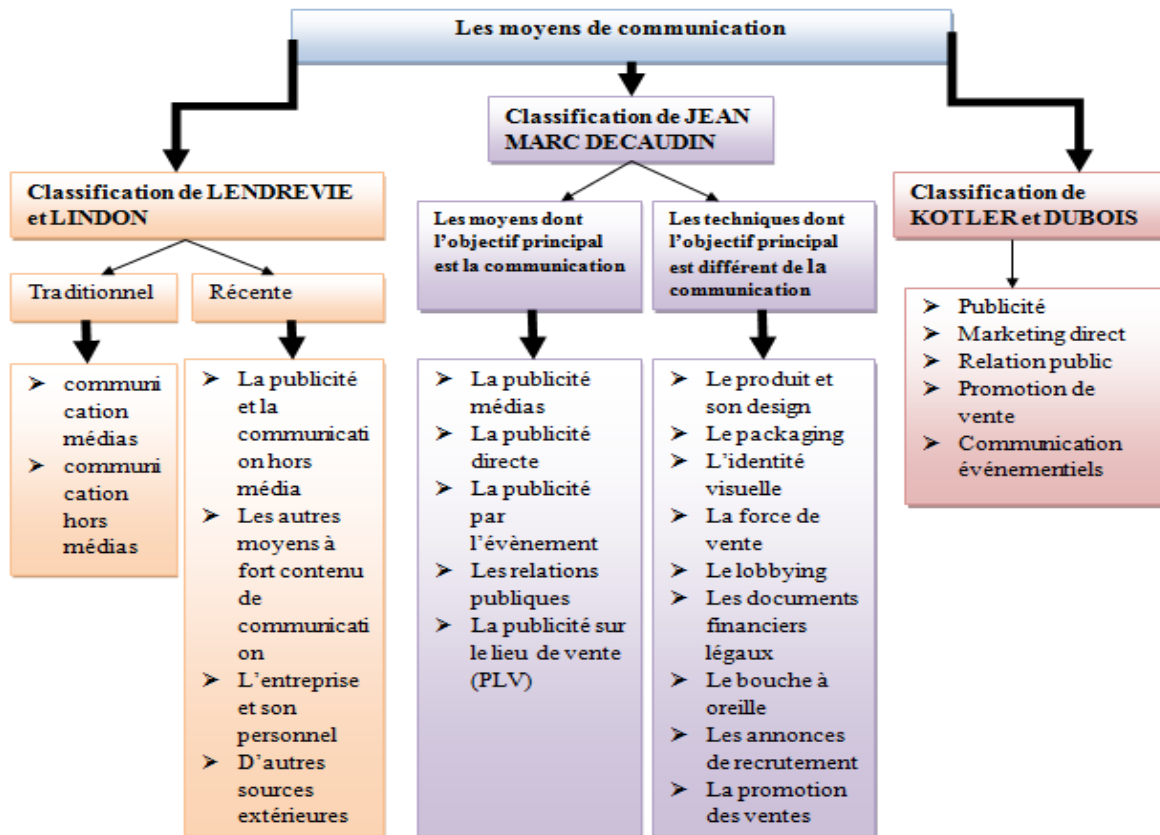 Les moyens de communication
Classification de JEAN
MARC DECAUDIN
Classification de LENDREVIE
et LINDON
Classification de
KOTLER et DUBOIS
Les moyens dont
l'objectif principal
est la communication
Les techniques dont
l'objectif principal
est différent de la
communication
Traditionnel
Récente
➢ communi
cation
médias
➢ communi
cation
hors
médias
➢ La publicité
et la
communicati
on hors
média
➢ Les autres
moyens à
fort contenu
de
communicati
on
➢ L'entreprise
et son
personnel
➢ D'autres
sources
extérieures
➢ La publicité
médias
➢ La publicité
directe
➢ La publicité
par
l'évènement
➢ Les relations
publiques
➢ La publicité sur
le lieu de vente
(PLV)
➢ Le produit et
son design
➢ Le packaging
➢ L'identité
visuelle
➢ La force de
vente
➢ Le lobbying
➢ Les documents
financiers
légaux
➢ Le bouche à
oreille
➢ Les annonces
de recrutement
➢ La promotion
des ventes
➢ Publicité
➢ Marketing direct
➢ Relation public
➢ Promotion de
vente
➢ Communication
événementiels